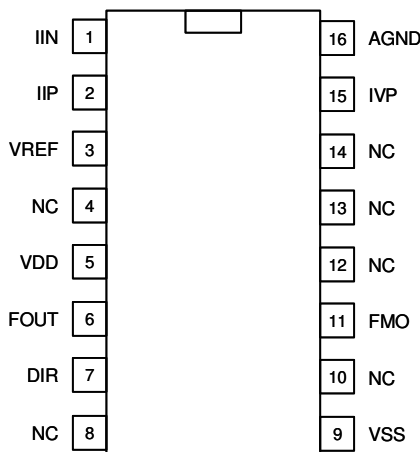 IIN 1 16 AGND
IIP 2 15 IVP
VREF 3 14 NC
NC 4 13 NC
VDD 5 12 NC
FOUT 6 11 FMO
DIR 7 10 NC
NC 8 9 VSS